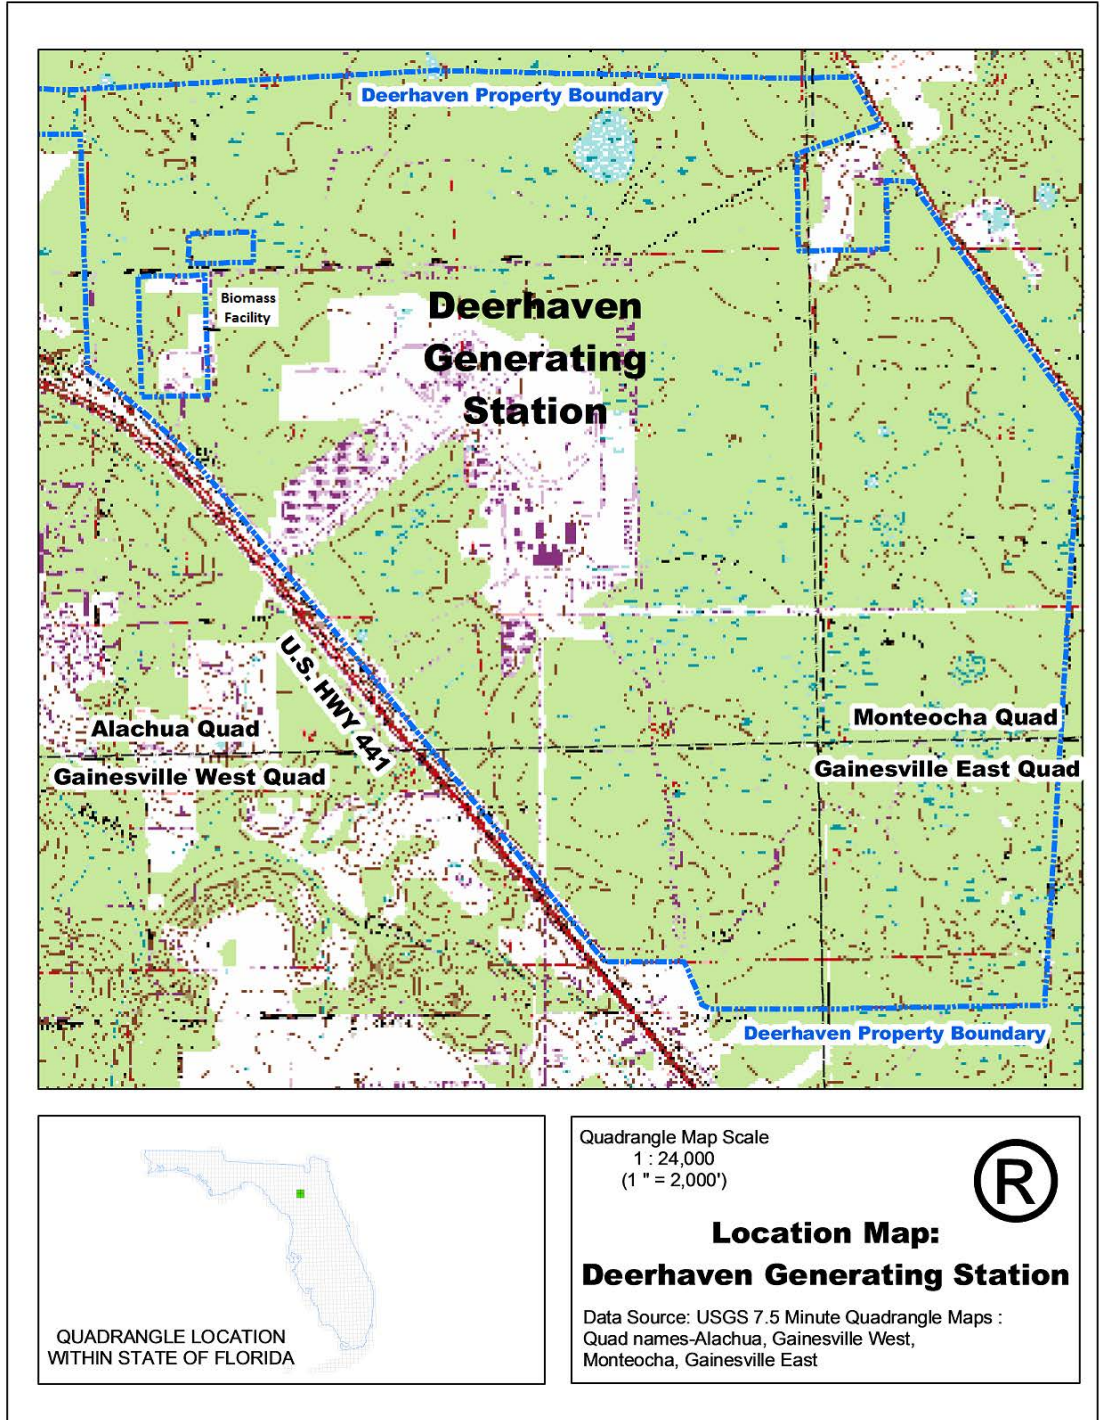 Deerhaven Property Boundary
Biomass
Facility
Deerhaven
Generating
Station
U.S. HWY 441
Alachua Quad
Monteocha Quad
Gainesville West Quad
Gainesville East Quad
Deerhaven Property Boundary
QUADRANGLE LOCATION
WITHIN STATE OF FLORIDA
Quadrangle Map Scale
1 : 24,000
(1 " = 2,000')
®
Location Map:
Deerhaven Generating Station
Data Source: USGS 7.5 Minute Quadrangle Maps :
Quad names-Alachua, Gainesville West,
Monteocha, Gainesville East